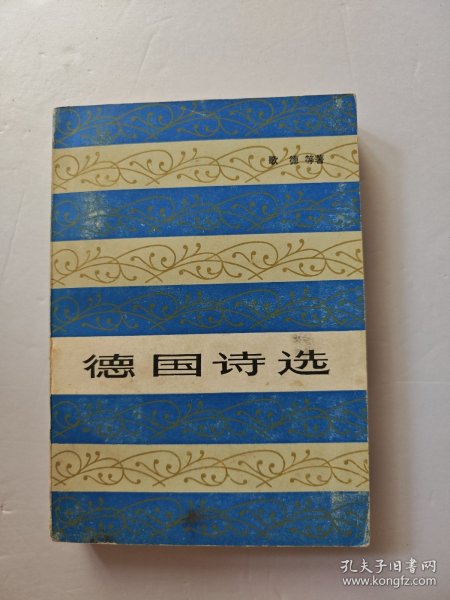 歌 德 等著
德国诗选
孔夫子旧书网
www.kongfz.com